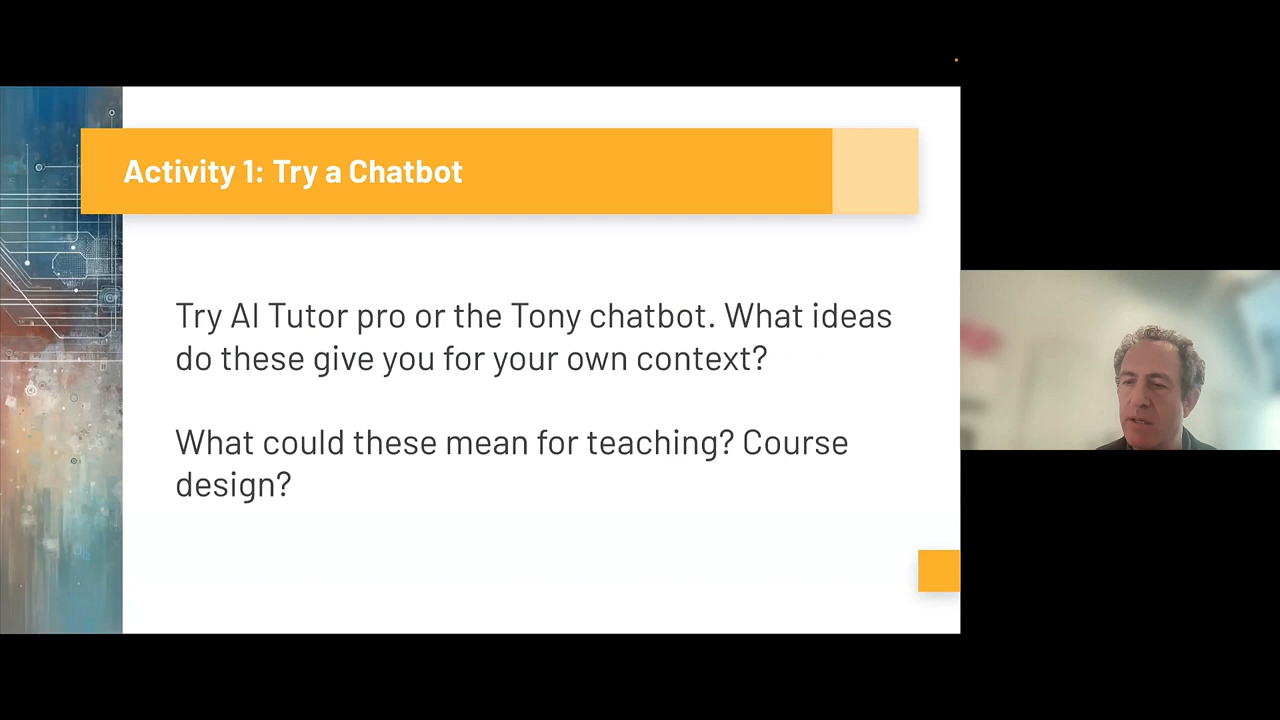 Activity 1: Try a Chatbot
Try AI Tutor pro or the Tony chatbot. What ideas
do these give you for your own context?
What could these mean for teaching? Course
design?